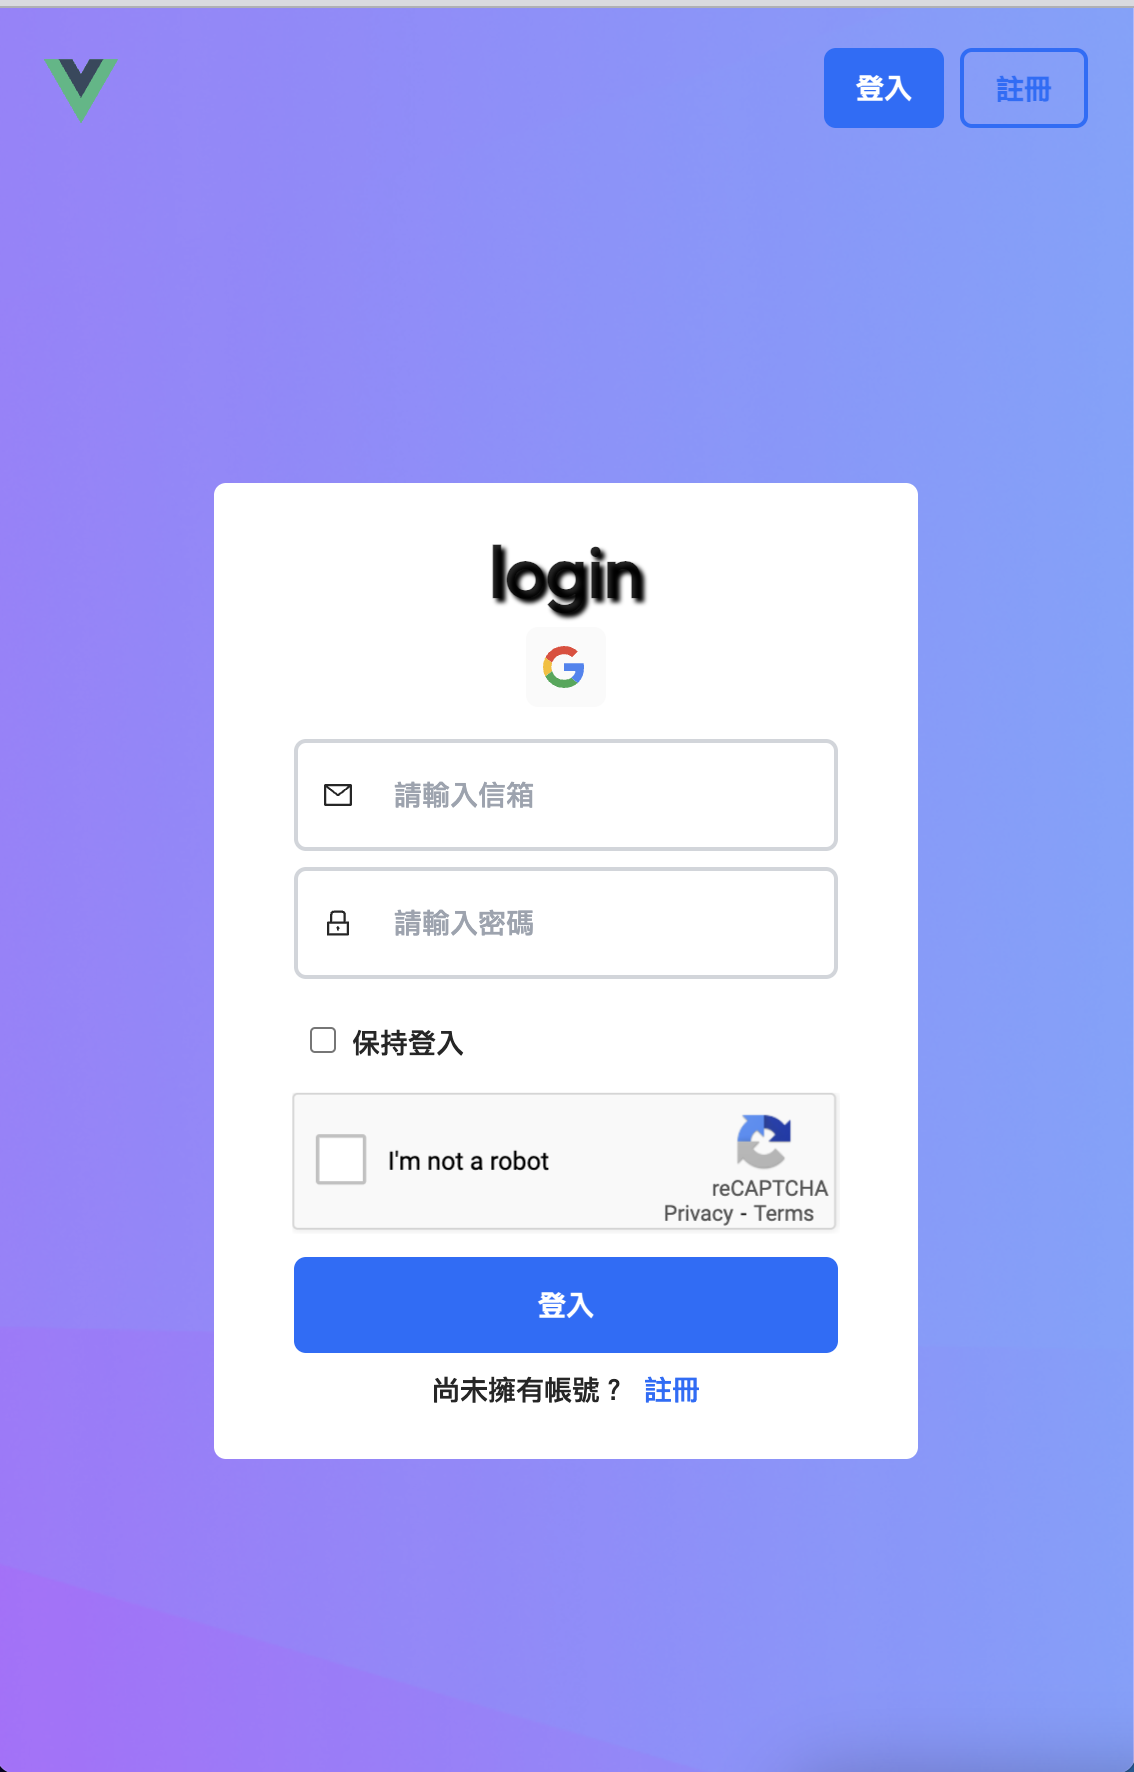 登入 註冊
login
請輸入信箱
請輸入密碼
保持登入
I'm not a robot
reCAPTCHA
Privacy - Terms
登入
尚未擁有帳號？ 註冊